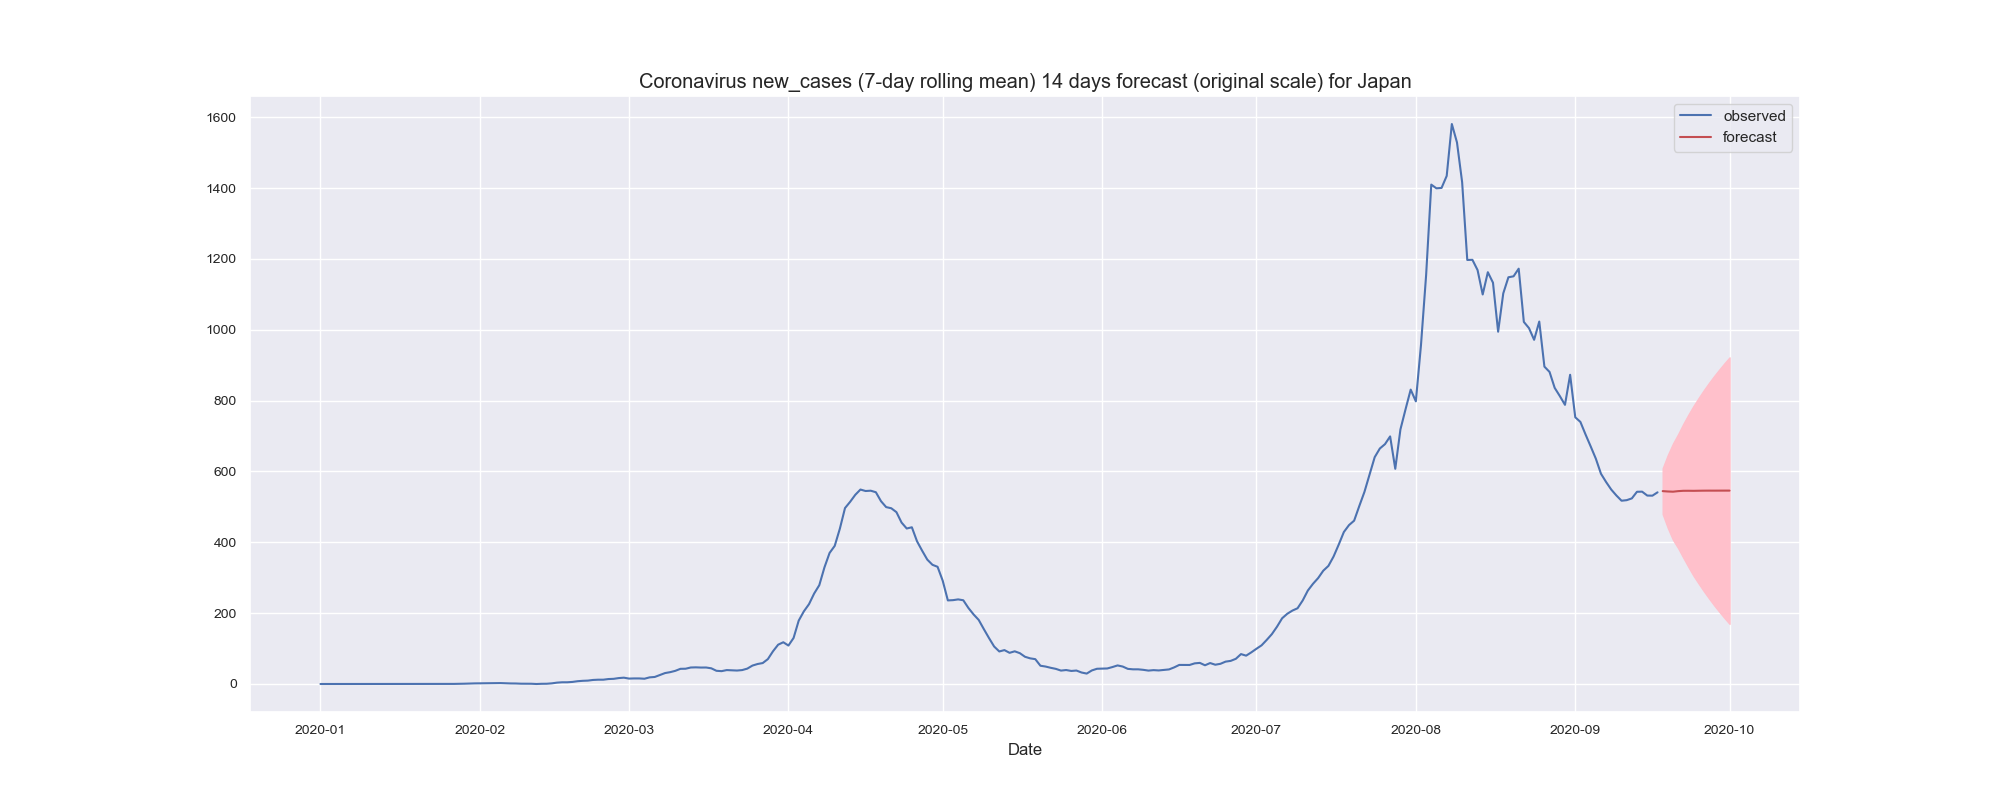 Coronavirus new_cases (7-day rolling mean) 14 days forecast (original scale) for Japan
observed
forecast
1600
1400
1200
1000
800
600
400
200
0
2020-01 2020-02 2020-03 2020-04 2020-05 2020-06 2020-07 2020-08 2020-09 2020-10
Date